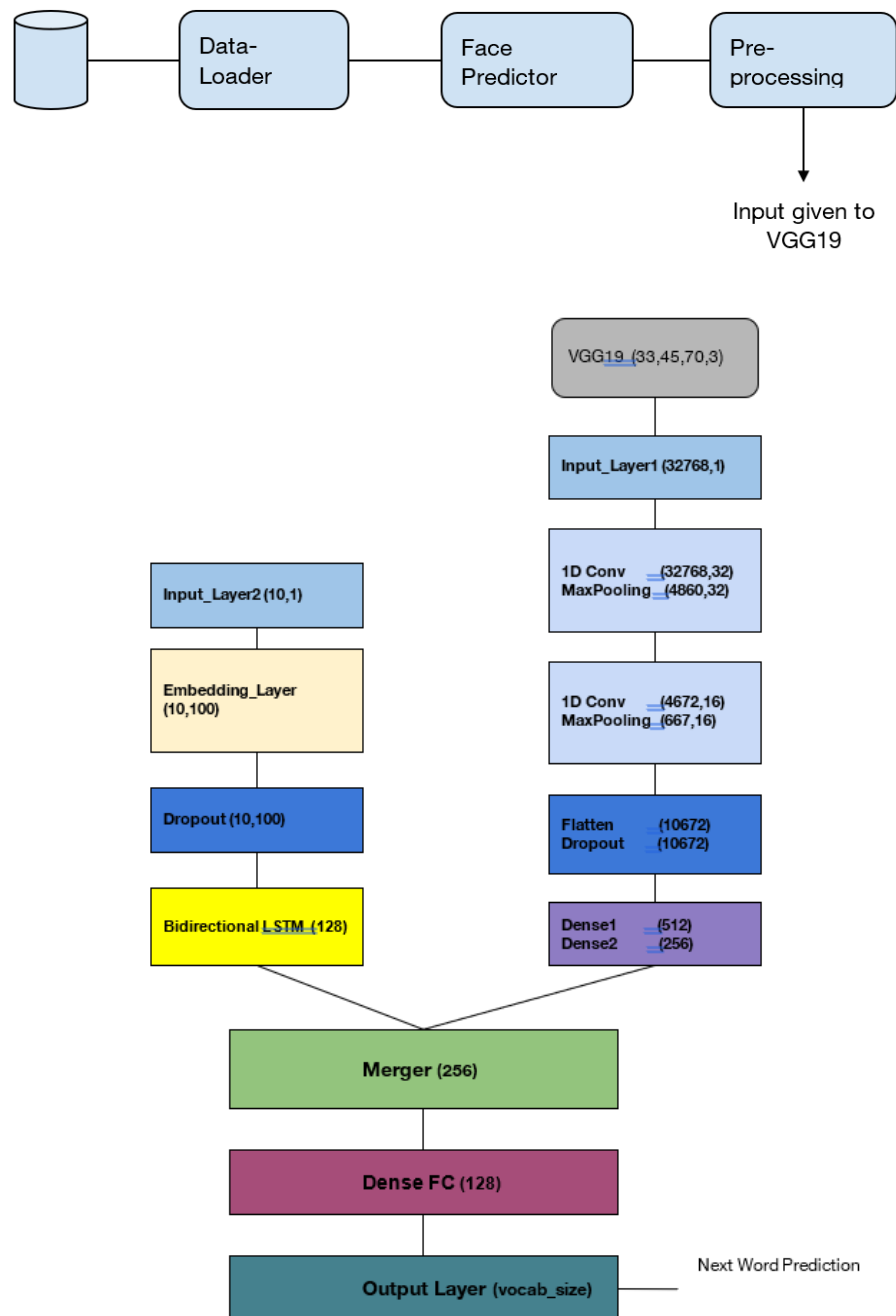 Data-
Loader
Face
Predictor
Pre-
processing
Input given to
VGG19
VGG19 (33,45,70,3)
Input_Layer1 (32768,1)
1D Conv (32768,32)
MaxPooling (4860,32)
Input_Layer2 (10,1)
Embedding_Layer
(10,100)
1D Conv (4672,16)
MaxPooling (667,16)
Dropout (10,100)
Flatten (10672)
Dropout (10672)
Bidirectional LSTM (128)
Dense1 (512)
Dense2 (256)
Merger (256)
Dense FC (128)
Output Layer (vocab_size)
Next Word Prediction